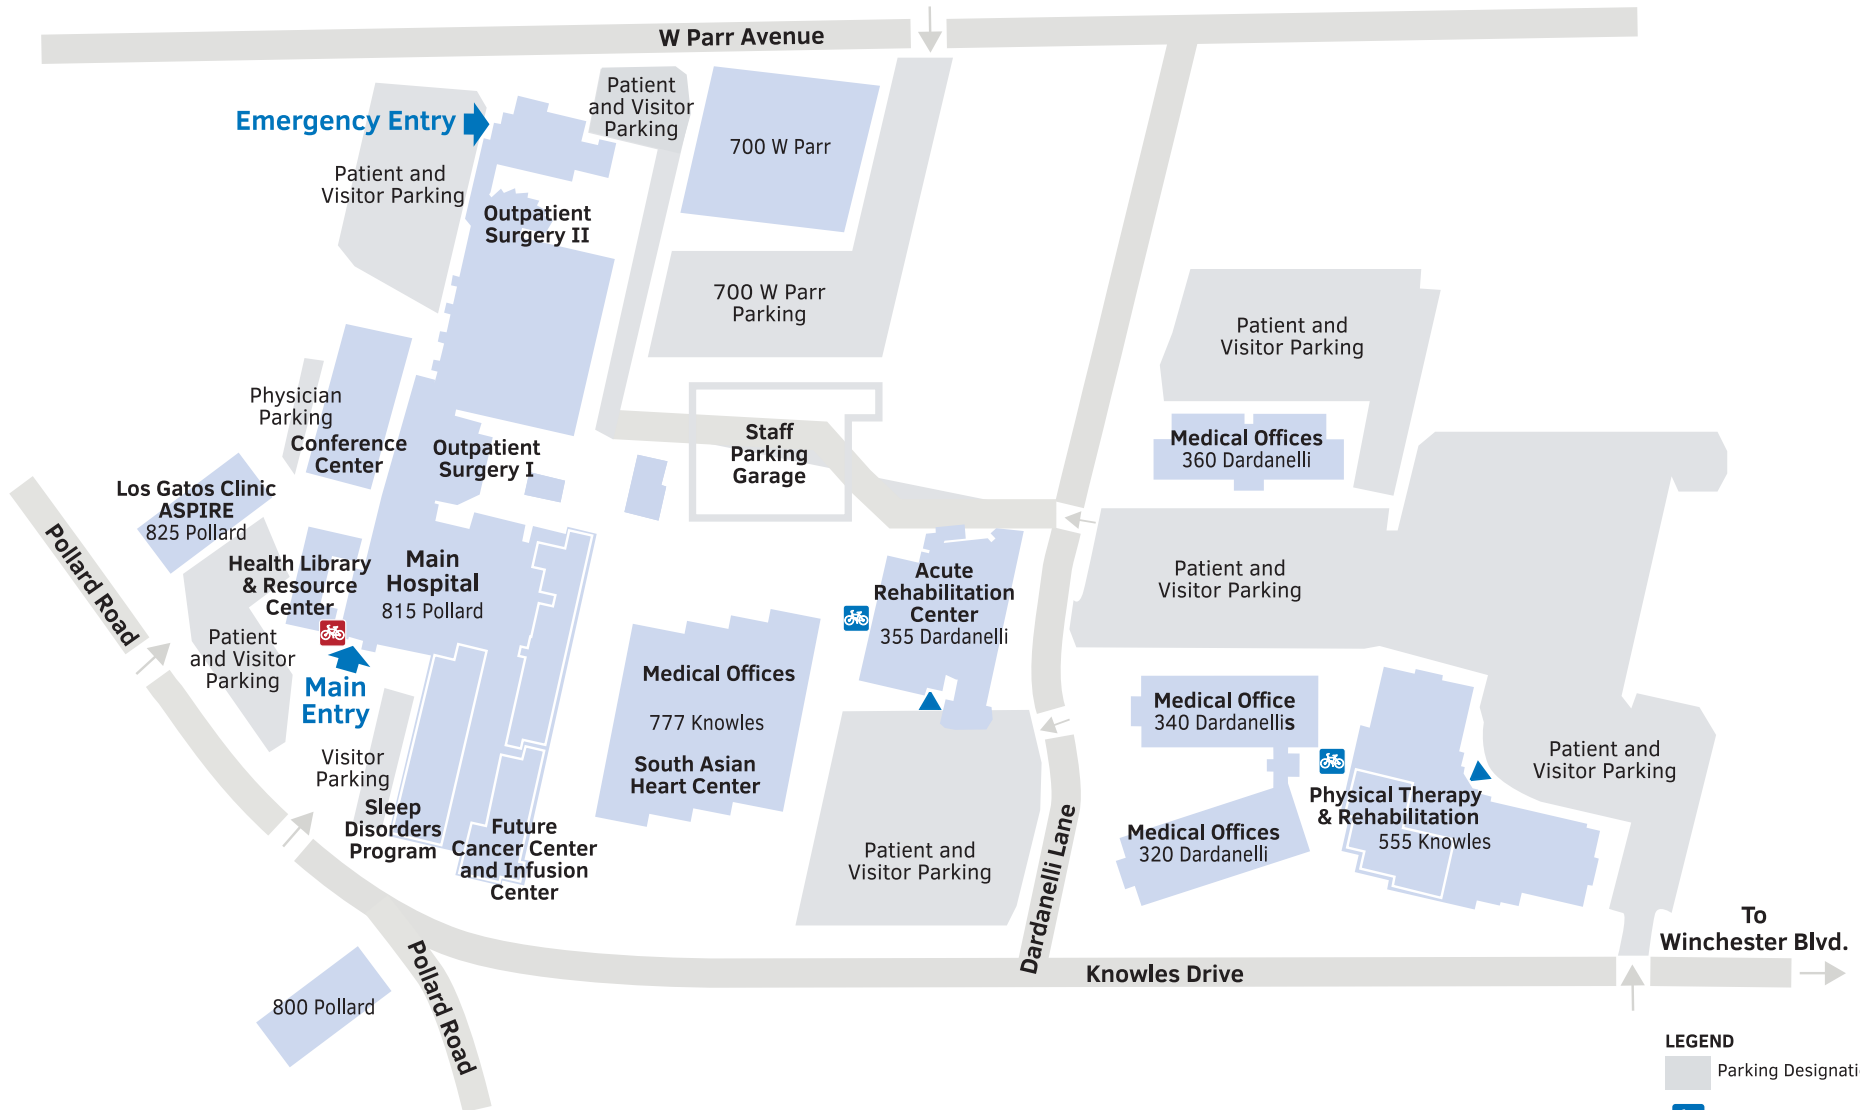 W Parr Avenue
Emergency Entry
Patient
and Visitor
Parking
700 W Parr
Patient and
Visitor Parking
Outpatient
Surgery II
700 W Parr
Parking
Patient and
Visitor Parking
Physician
Parking
Conference
Center
Outpatient
Surgery I
Staff
Parking
Garage
Medical Offices
360 Dardanelli
Los Gatos Clinic
ASPIRE
825 Pollard
Pollard Road
Health Library
& Resource
Center
Main
Hospital
815 Pollard
Acute
Rehabilitation
Center
355 Dardanelli
Patient and
Visitor Parking
Patient
and Visitor
Parking
Main
Entry
Medical Offices
777 Knowles
South Asian
Heart Center
Medical Office
340 Dardanellis
Patient and
Visitor Parking
Visitor
Parking
Sleep
Disorders
Program
Future
Cancer Center
and Infusion
Center
Patient and
Visitor Parking
Dardanelli Lane
Medical Offices
320 Dardanelli
Physical Therapy
& Rehabilitation
555 Knowles
To
Winchester Blvd.
Knowles Drive
800 Pollard
Pollard Road
LEGEND
Parking Designati